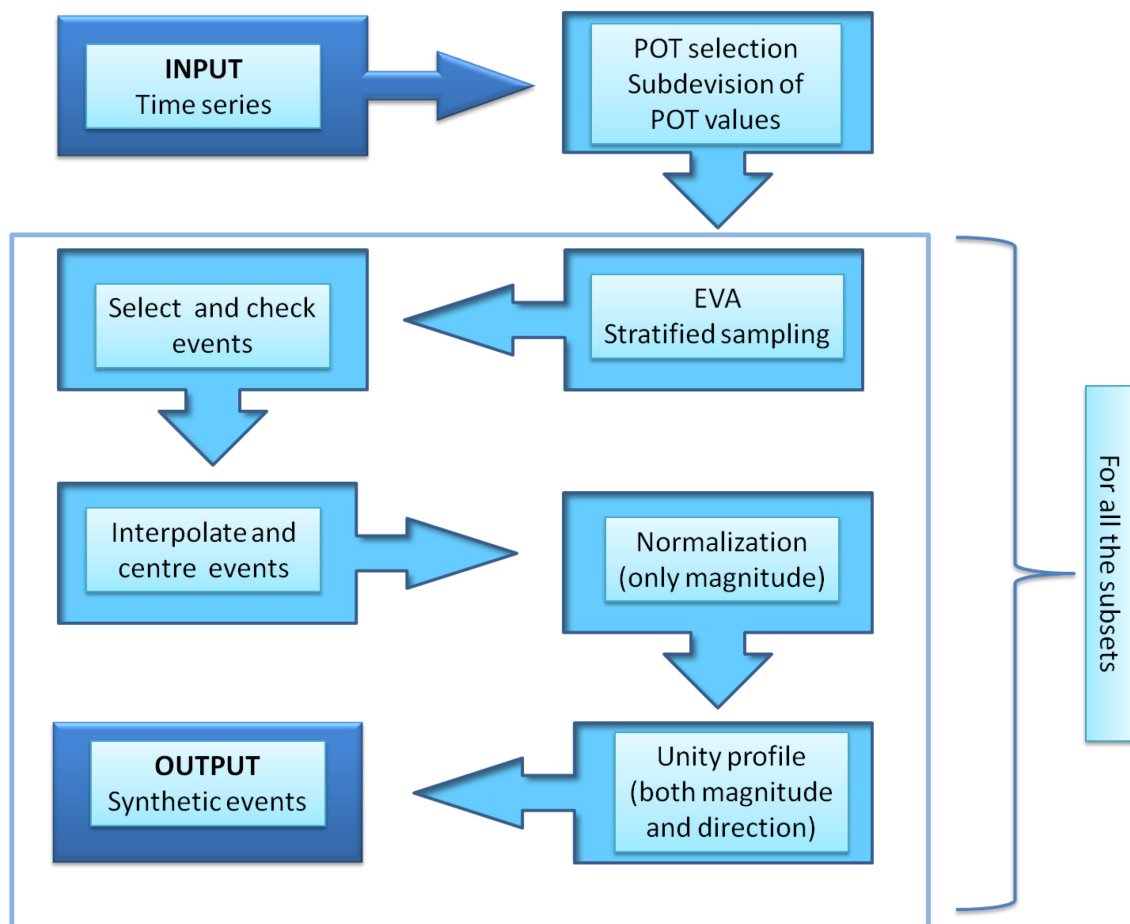 INPUT
Time series
POT selection
Subdevision of
POT values
EVA
Stratified sampling
Select and check
events
Interpolate and
centre events
Normalization
(only magnitude)
Unity profile
(both magnitude
and direction)
OUTPUT
Synthetic events
For all the subsets